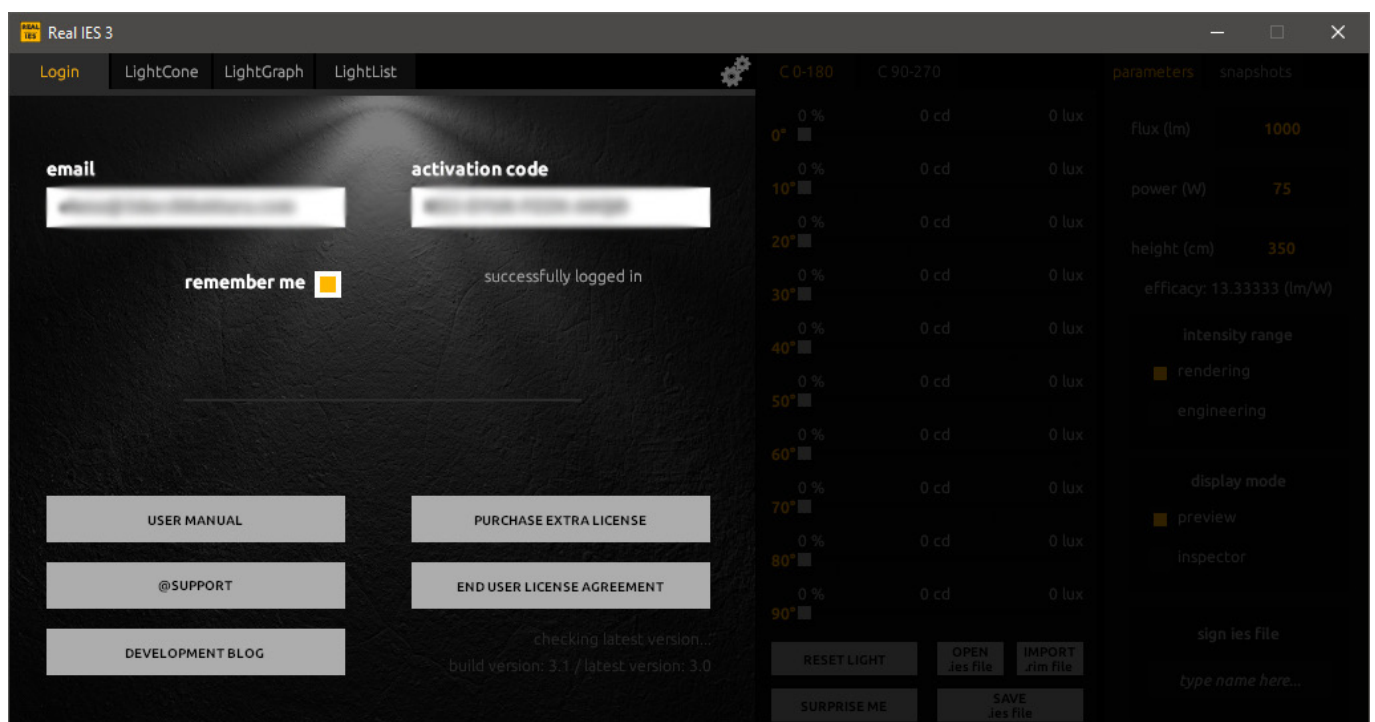 REAL IES Real IES 3
Login LightCone LightGraph LightList
C 0-180 C 90-270
parameters snapshots
email
activation code
remember me
successfully logged in
USER MANUAL
PURCHASE EXTRA LICENSE
@SUPPORT
END USER LICENSE AGREEMENT
DEVELOPMENT BLOG
checking latest version...
build version: 3.1 / latest version: 3.0
0 % 0 cd 0 lux
0°
0 % 0 cd 0 lux
10°
0 % 0 cd 0 lux
20°
0 % 0 cd 0 lux
30°
0 % 0 cd 0 lux
40°
0 % 0 cd 0 lux
50°
0 % 0 cd 0 lux
60°
0 % 0 cd 0 lux
70°
0 % 0 cd 0 lux
80°
0 % 0 cd 0 lux
90°
RESET LIGHT
OPEN
.ies file
IMPORT
.rim file
SURPRISE ME
SAVE
.ies file
flux (lm) 1000
power (W) 75
height (cm) 350
efficacy: 13.33333 (lm/W)
intensity range
rendering
engineering
display mode
preview
inspector
sign ies file
type name here...